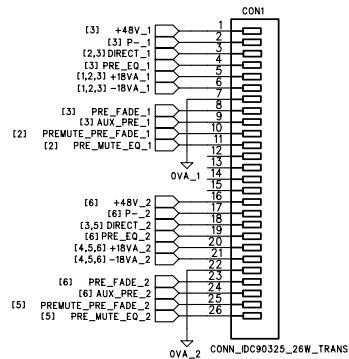 CON1
[3] +48V_1 1
[3] P-_1 2
[2,3] DIRECT_1 3
[3] PRE_EQ_1 4
[1,2,3] +18VA_1 5
[1,2,3] -18VA_1 6
7
[3] PRE_FADE_1 8
[3] AUX_PRE_1 9
[2] PREMUTE_PRE_FADE_1 10
[2] PRE_MUTE_EQ_1 11
12
13
0VA_1 14
15
[6] +48V_2 16
[6] P-_2 17
[3,5] DIRECT_2 18
[6] PRE_EQ_2 19
[4,5,6] +18VA_2 20
[4,5,6] -18VA_2 21
22
[6] PRE_FADE_2 23
[6] AUX_PRE_2 24
[5] PREMUTE_PRE_FADE_2 25
[5] PRE_MUTE_EQ_2 26
CONN_IDC90325_26W_TRANS
0VA_2